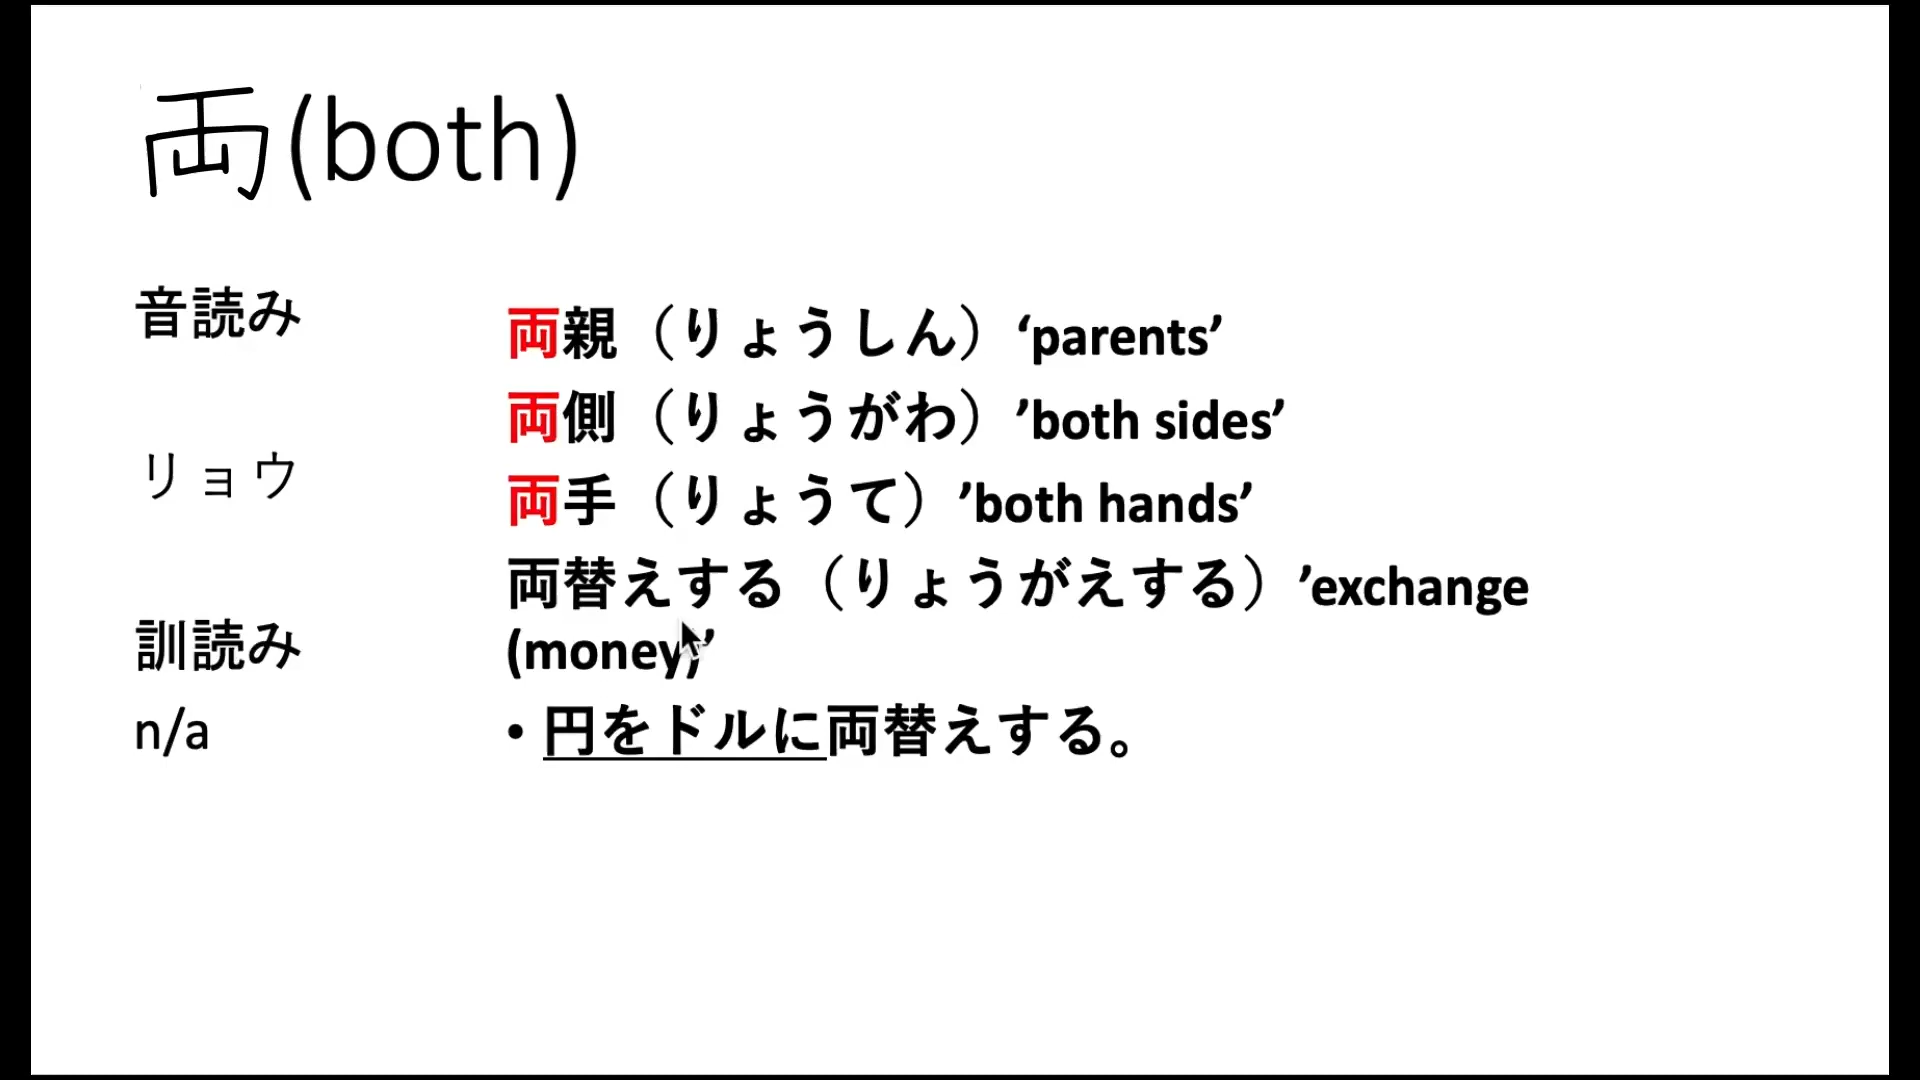 両(both)
音読み
リョウ
訓読み
n/a
両親（りょうしん）‘parents’
両側（りょうがわ）’both sides’
両手（りょうて）’both hands’
両替えする（りょうがえする）’exchange
(money)’
• 円をドルに両替えする。